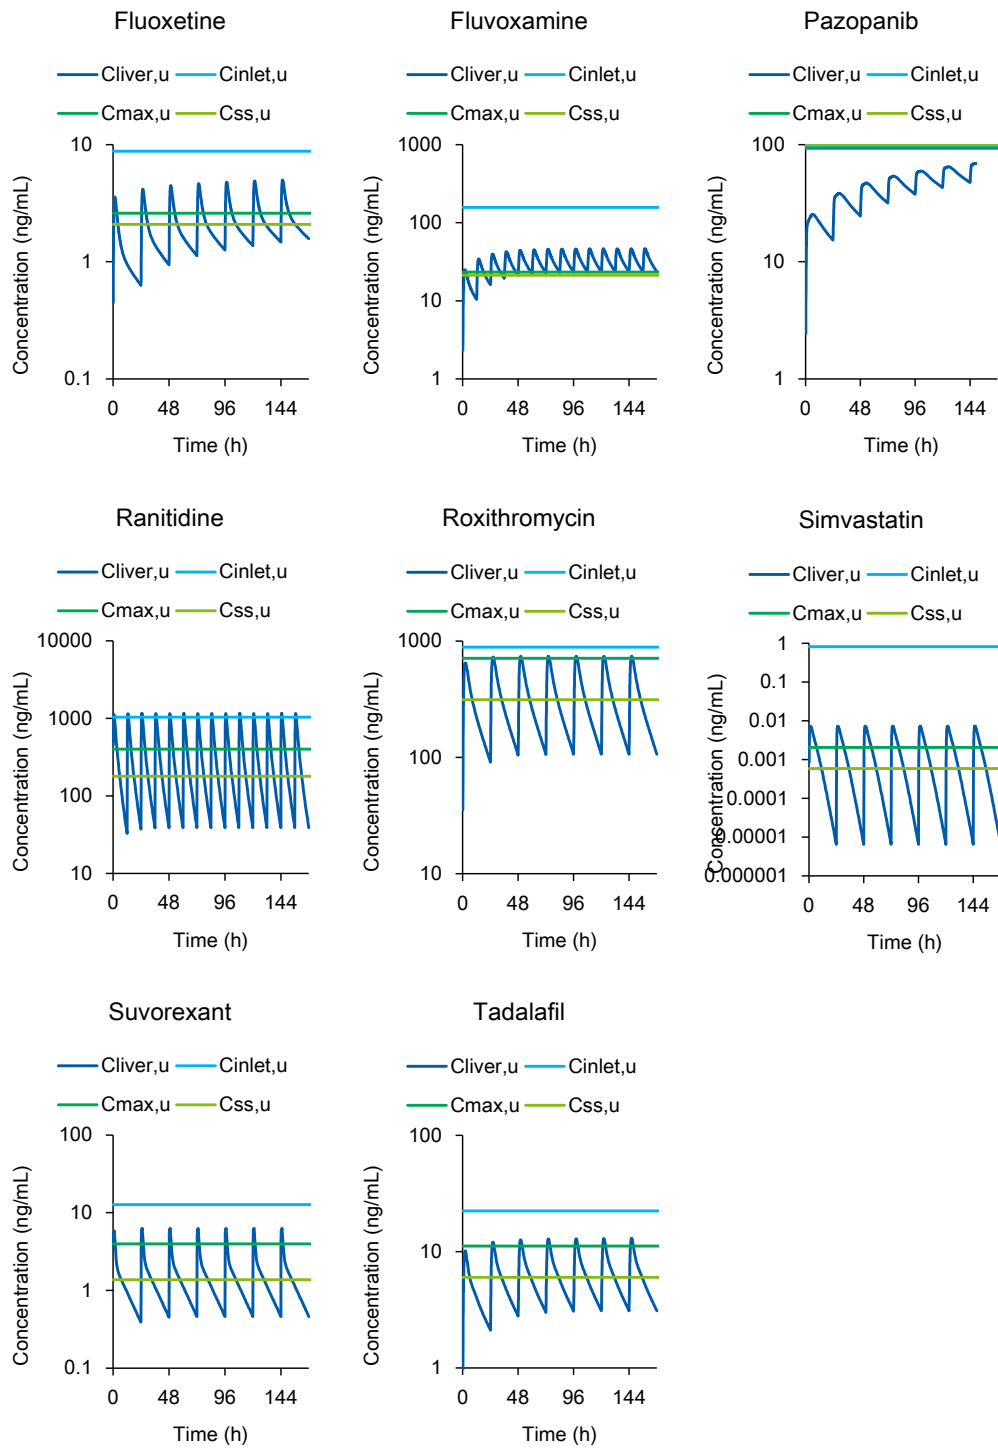 Fluoxetine
Cliver,u Cinlet,u
Cmax,u Css,u
Concentration (ng/mL)
10
1
0.1
0 48 96 144
Time (h)
Fluvoxamine
Cliver,u Cinlet,u
Cmax,u Css,u
Concentration (ng/mL)
1000
100
10
1
0 48 96 144
Time (h)
Pazopanib
Cliver,u Cinlet,u
Cmax,u Css,u
Concentration (ng/mL)
100
10
1
0 48 96 144
Time (h)
Ranitidine
Cliver,u Cinlet,u
Cmax,u Css,u
Concentration (ng/mL)
10000
1000
100
10
0 48 96 144
Time (h)
Roxithromycin
Cliver,u Cinlet,u
Cmax,u Css,u
Concentration (ng/mL)
1000
100
10
0 48 96 144
Time (h)
Simvastatin
Cliver,u Cinlet,u
Cmax,u Css,u
Concentration (ng/mL)
1
0.1
0.01
0.001
0.0001
0.00001
0.000001
0 48 96 144
Time (h)
Suvorexant
Cliver,u Cinlet,u
Cmax,u Css,u
Concentration (ng/mL)
100
10
1
0.1
0 48 96 144
Time (h)
Tadalafil
Cliver,u Cinlet,u
Cmax,u Css,u
Concentration (ng/mL)
100
10
1
0 48 96 144
Time (h)